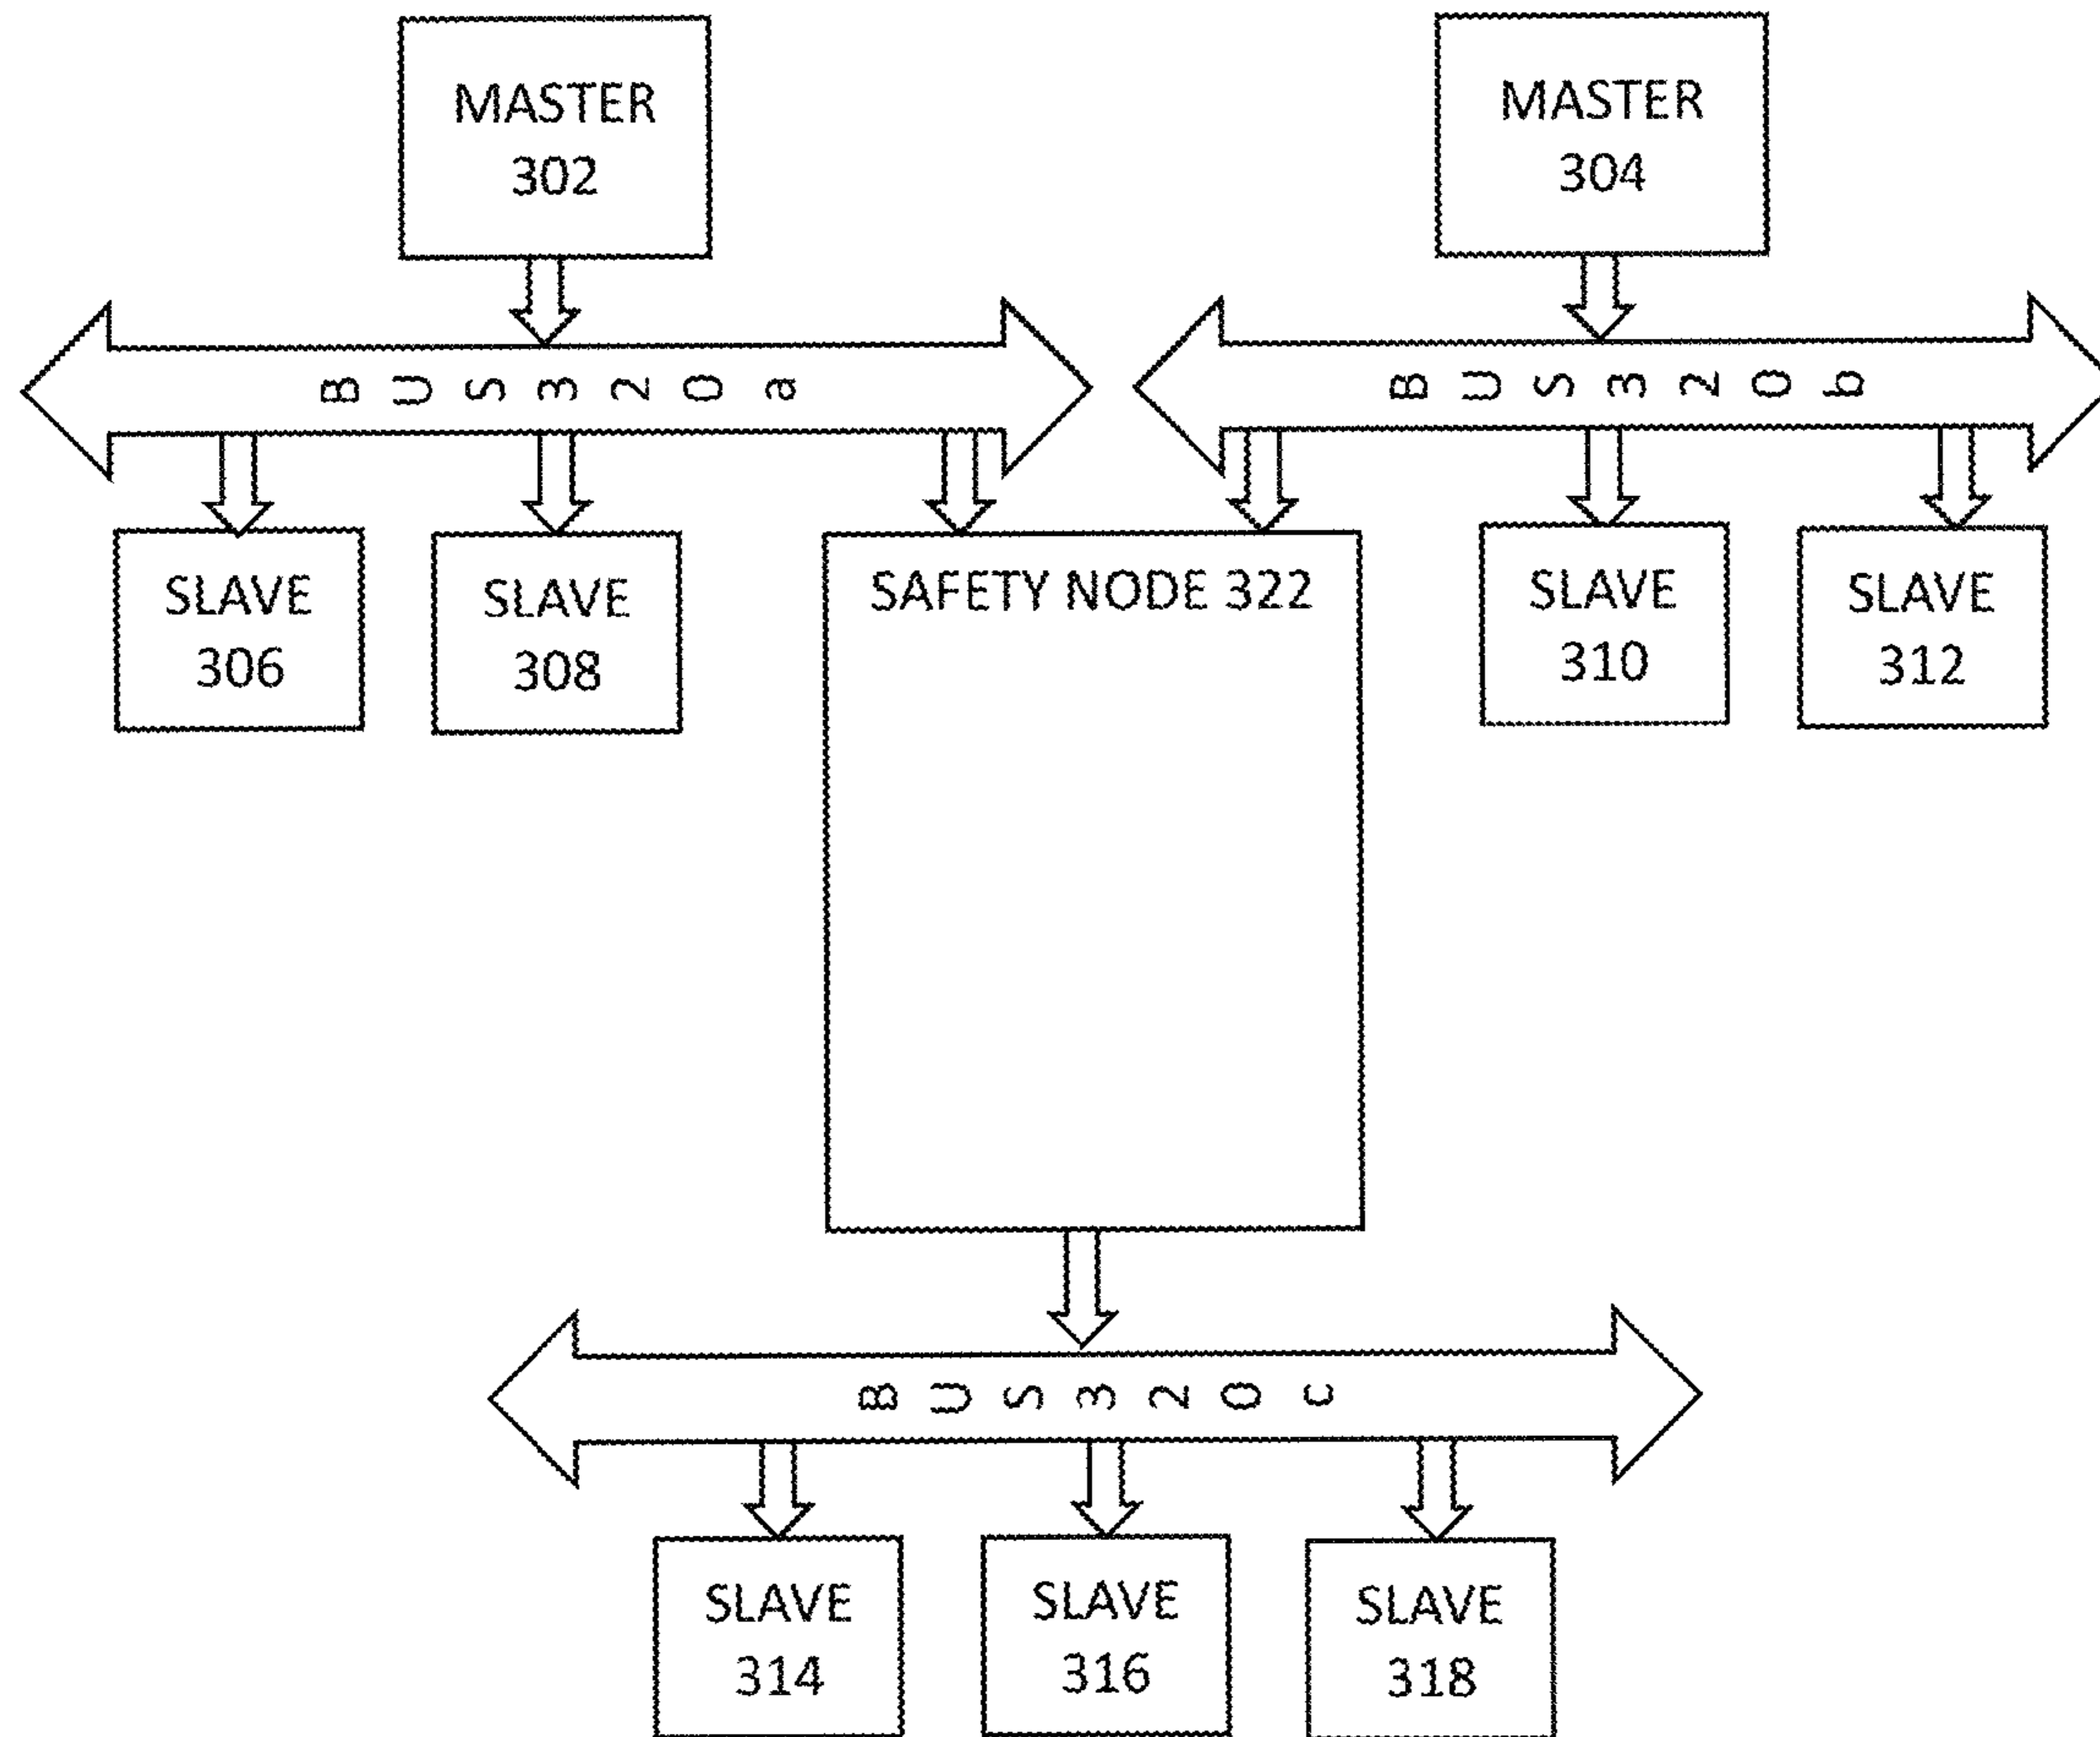 MASTER
302
MASTER
304
BUS320a
BUS320b
SLAVE
306
SLAVE
308
SAFETY NODE 322
SLAVE
310
SLAVE
312
BUS320c
SLAVE
314
SLAVE
316
SLAVE
318